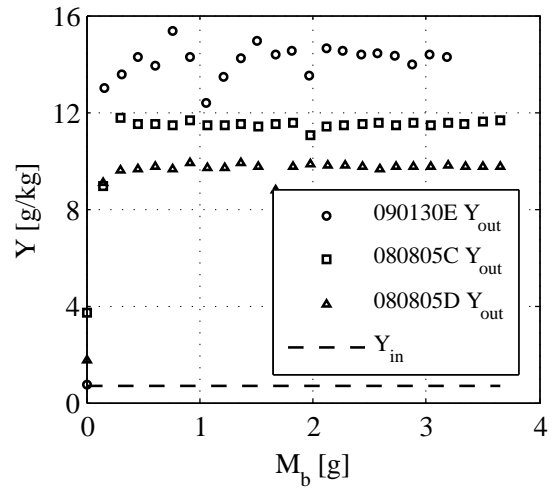 16
12
8
4
0
Y [g/kg]
090130E Y_out
080805C Y_out
080805D Y_out
Y_in
0 1 2 3 4
M_b [g]